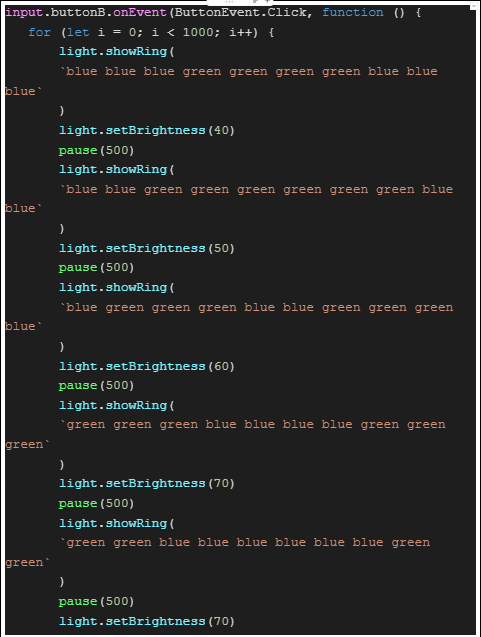 input.buttonB.onEvent(ButtonEvent.Click, function () {
for (let i = 0; i < 1000; i++) {
light.showRing(
`blue blue blue green green green green blue blue
blue`
)
light.setBrightness(40)
pause(500)
light.showRing(
`blue blue green green green green green green blue
blue`
)
light.setBrightness(50)
pause(500)
light.showRing(
`blue green green green blue blue green green green
blue`
)
light.setBrightness(60)
pause(500)
light.showRing(
`green green green blue blue blue blue green green
green`
)
light.setBrightness(70)
pause(500)
light.showRing(
`green green blue blue blue blue blue blue green
green`
)
pause(500)
light.setBrightness(70)